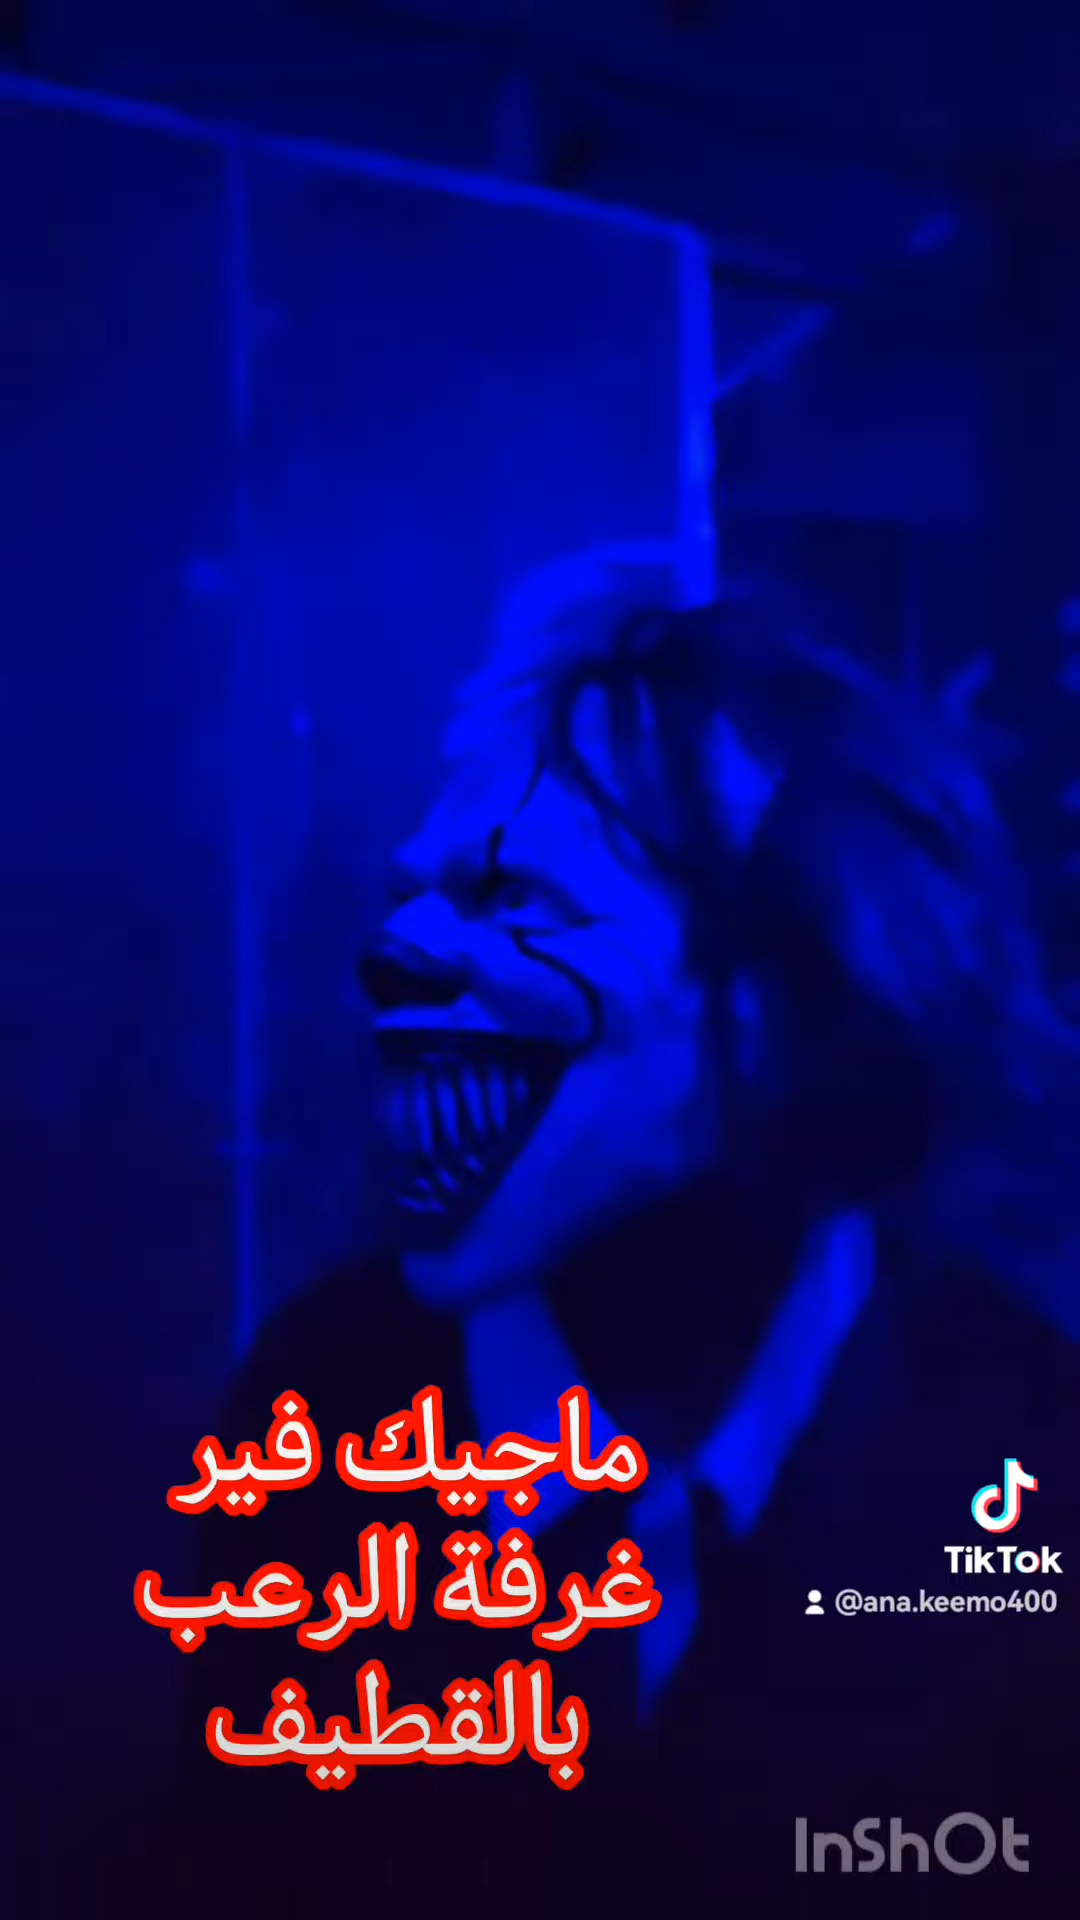 ماجيك فير
غرفة الرعب
بالقطيف
TikTok
@ana.keemo400
InShOt